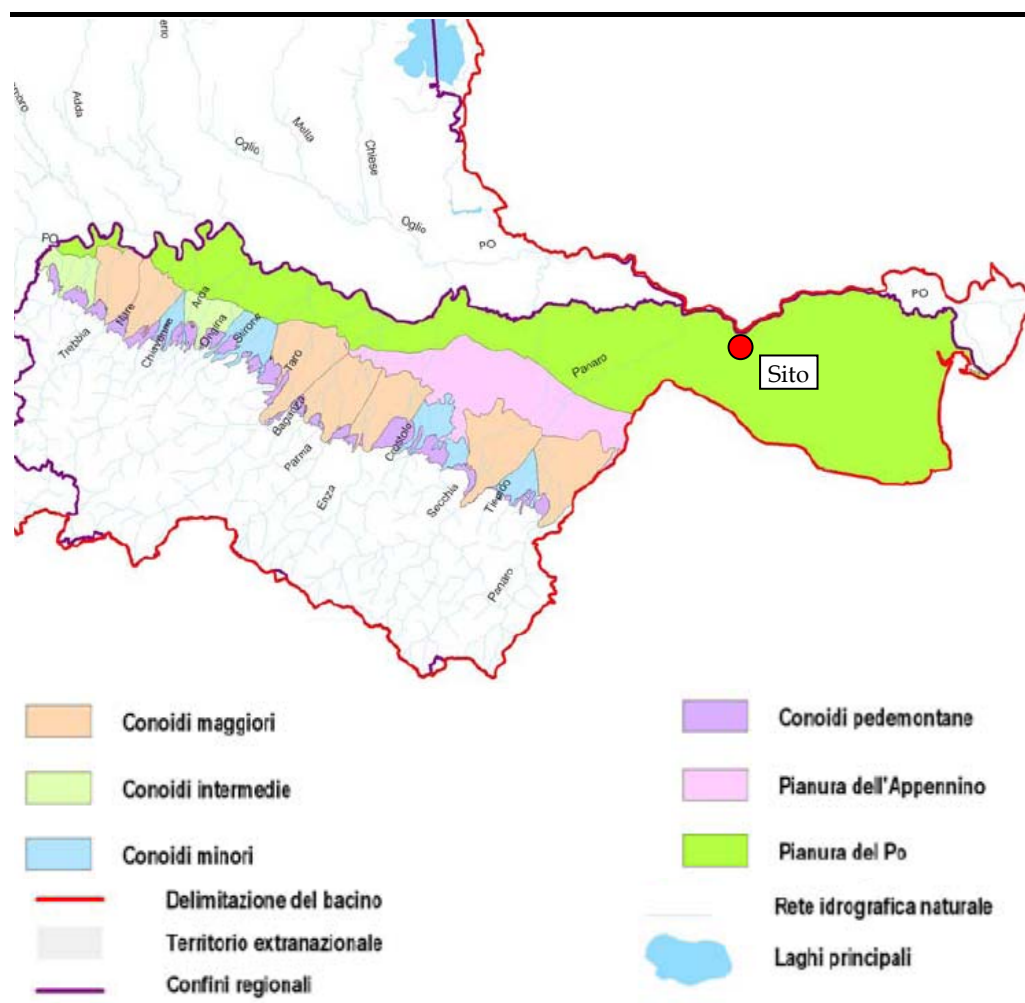 Adda
Oglio
Mella
Chiese
Oglio
PO
PO
PO
Arda
Nure
Trebbia
Chiavenna
Ongina
Stirone
Taro
Panaro
Sito
Baganza
Parma
Crostolo
Enza
Secchia
Tiepido
Panaro
Conoidi maggiori
Conoidi pedemontane
Conoidi intermedie
Pianura dell'Appennino
Conoidi minori
Pianura del Po
Delimitazione del bacino
Rete idrografica naturale
Territorio extranazionale
Laghi principali
Confini regionali